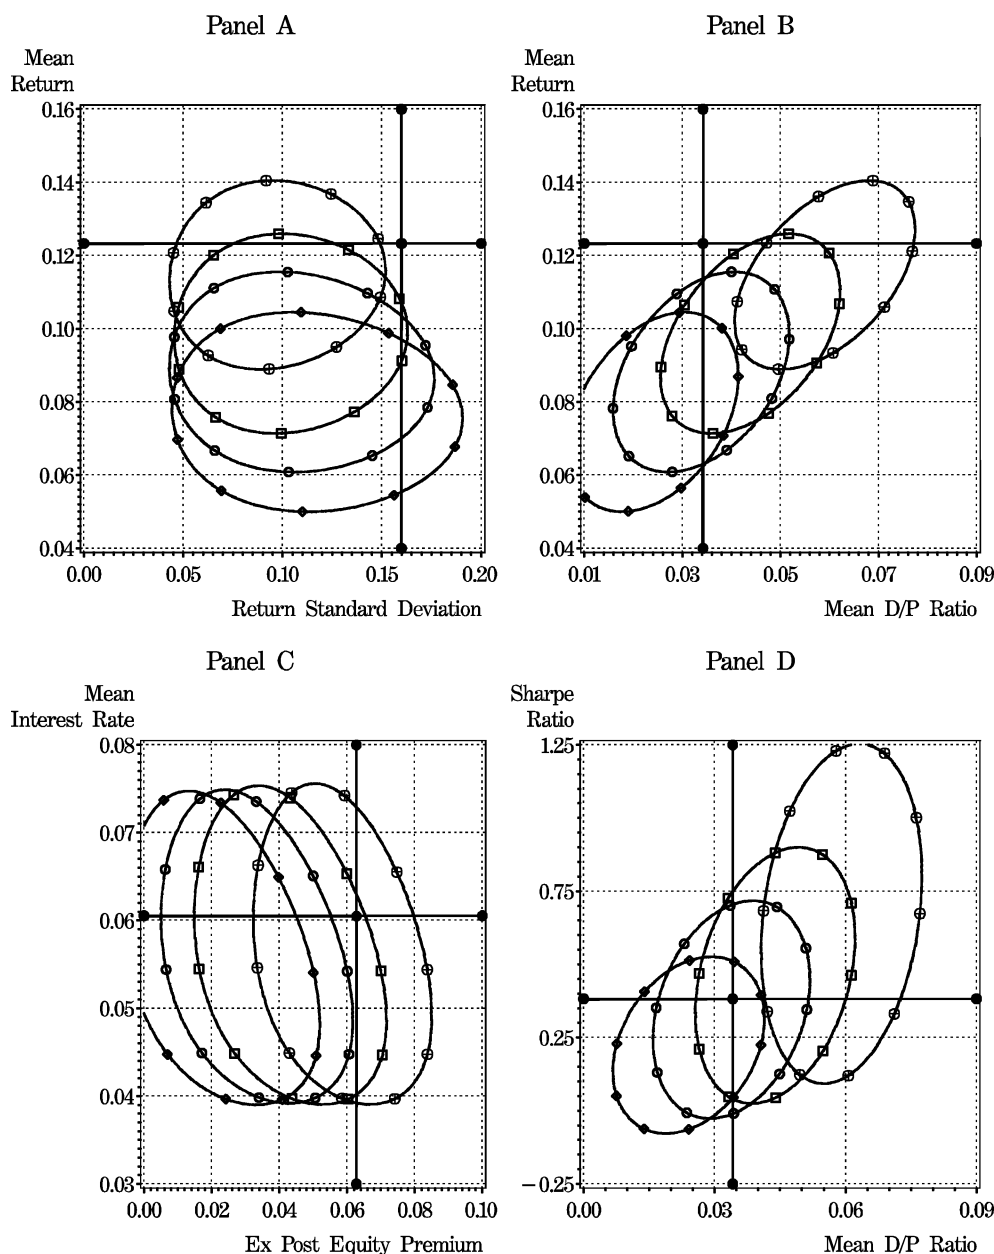 Panel A
Mean
Return
0.16
0.14
0.12
0.10
0.08
0.06
0.04
0.00 0.05 0.10 0.15 0.20
Return Standard Deviation
Panel B
Mean
Return
0.16
0.14
0.12
0.10
0.08
0.06
0.04
0.01 0.03 0.05 0.07 0.09
Mean D/P Ratio
Panel C
Mean
Interest Rate
0.08
0.07
0.06
0.05
0.04
0.03
0.00 0.02 0.04 0.06 0.08 0.10
Ex Post Equity Premium
Panel D
Sharpe
Ratio
1.25
0.75
0.25
−0.25
0.00 0.03 0.06 0.09
Mean D/P Ratio